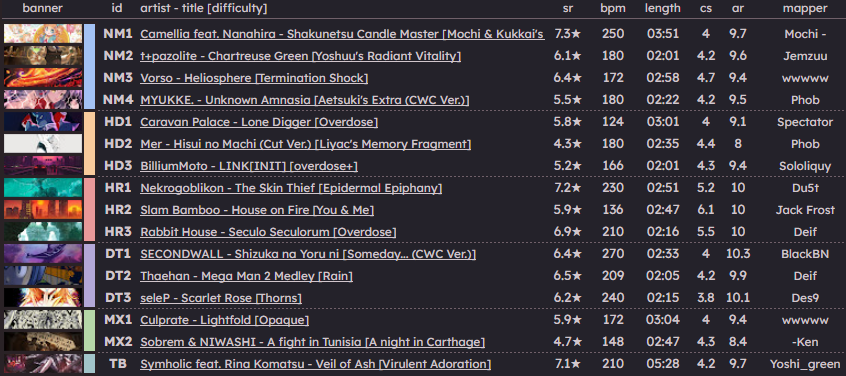 banner id artist - title [difficulty] sr bpm length cs ar mapper
NM1 Camellia feat. Nanahira - Shakunetsu Candle Master [Mochi & Kukkai's 7.3★ 250 03:51 4 9.7 Mochi -
NM2 t+pazolite - Chartreuse Green [Yoshuu's Radiant Vitality] 6.1★ 180 02:01 4.2 9.6 Jemzuu
NM3 Vorso - Heliosphere [Termination Shock] 6.4★ 172 02:58 4.7 9.4 wwwww
NM4 MYUKKE. - Unknown Amnasia [Aetsuki's Extra (CWC Ver.)] 5.5★ 180 02:22 4.2 9.5 Phob
HD1 Caravan Palace - Lone Digger [Overdose] 5.8★ 124 03:01 4 9.1 Spectator
HD2 Mer - Hisui no Machi (Cut Ver.) [Liyac's Memory Fragment] 4.3★ 180 02:35 4.4 8 Phob
HD3 BilliumMoto - LINK[INIT] [overdose+] 5.2★ 166 02:01 4.3 9.4 Sololiquy
HR1 Nekrogoblikon - The Skin Thief [Epidermal Epiphany] 7.2★ 230 02:51 5.2 10 Du5t
HR2 Slam Bamboo - House on Fire [You & Me] 5.9★ 136 02:47 6.1 10 Jack Frost
HR3 Rabbit House - Seculo Seculorum [Overdose] 6.9★ 210 02:16 5.5 10 Deif
DT1 SECONDWALL - Shizuka na Yoru ni [Someday... (CWC Ver.)] 6.4★ 270 02:33 4 10.3 BlackBN
DT2 Thaehan - Mega Man 2 Medley [Rain] 6.5★ 209 02:05 4.2 9.9 Deif
DT3 seleP - Scarlet Rose [Thorns] 6.2★ 240 02:15 3.8 10.1 Des9
MX1 Culprate - Lightfold [Opaque] 5.9★ 172 03:04 4 9.4 wwwww
MX2 Sobrem & NIWASHI - A fight in Tunisia [A night in Carthage] 4.7★ 148 02:47 4.3 8.4 -Ken
TB Symholic feat. Rina Komatsu - Veil of Ash [Virulent Adoration] 7.1★ 210 05:28 4.2 9.7 Yoshi_green